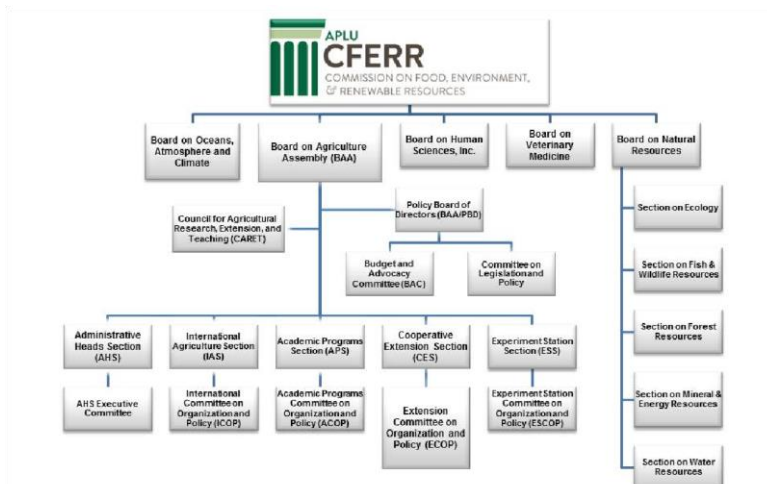 APLU
CFERR
COMMISSION ON FOOD, ENVIRONMENT,
& RENEWABLE RESOURCES
Board on Oceans,
Atmosphere and
Climate
Board on Agriculture
Assembly (BAA)
Board on Human
Sciences, Inc.
Board on
Veterinary
Medicine
Board on Natural
Resources
Council for Agricultural
Research, Extension, and
Teaching (CARET)
Policy Board of
Directors (BAA/PBD)
Budget and
Advocacy
Committee (BAC)
Committee on
Legislation and
Policy
Section on Ecology
Section on Fish &
Wildlife Resources
Section on Forest
Resources
Section on Mineral &
Energy Resources
Section on Water
Resources
Administrative
Heads Section
(AHS)
International
Agriculture Section
(IAS)
Academic Programs
Section (APS)
Cooperative
Extension Section
(CES)
Experiment Station
Section (ESS)
AHS Executive
Committee
International
Committee on
Organization and
Policy (ICOP)
Academic Programs
Committee on
Organization and
Policy (ACOP)
Extension
Committee on
Organization and
Policy (ECOP)
Experiment Station
Committee on
Organization and
Policy (ESCOP)